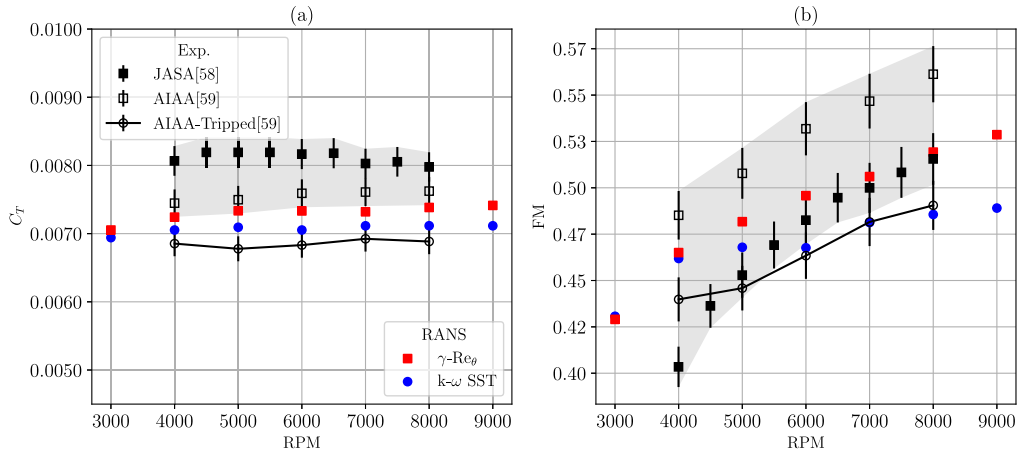 (a)
0.0100
0.0090
0.0080
0.0070
0.0060
0.0050
C_T
3000 4000 5000 6000 7000 8000 9000
RPM
Exp.
JASA[58]
AIAA[59]
AIAA-Tripped[59]
RANS
γ-Re_θ
k-ω SST
(b)
0.57
0.55
0.53
0.50
0.47
0.45
0.42
0.40
FM
3000 4000 5000 6000 7000 8000 9000
RPM